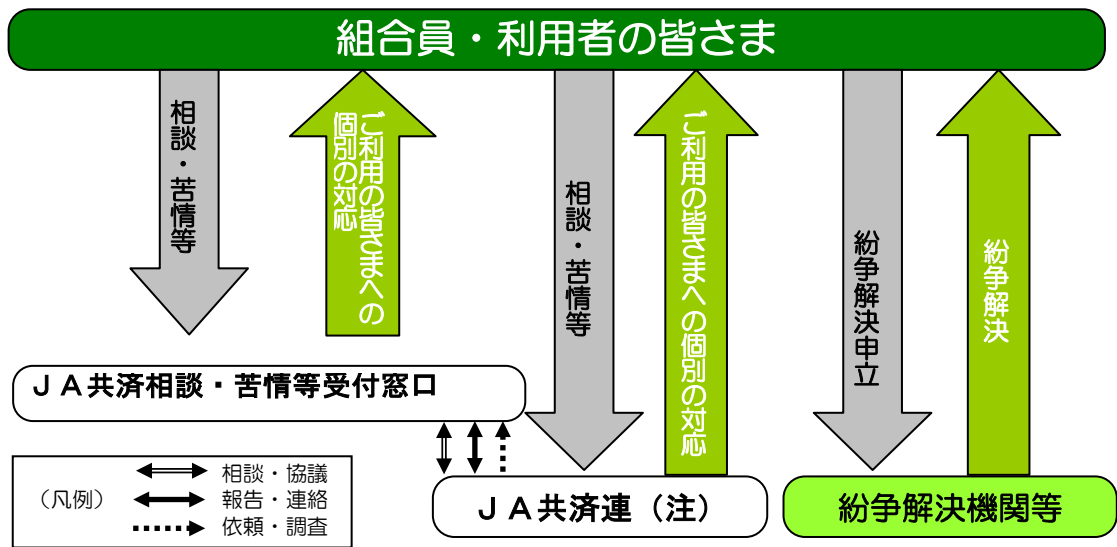 組合員・利用者の皆さま
相談・苦情等
ご利用の皆さまへの
個別の対応
相談・苦情等
ご利用の皆さまへの個別の対応
紛争解決申立
紛争解決
ＪＡ共済相談・苦情等受付窓口
（凡例）
相談・協議
報告・連絡
依頼・調査
ＪＡ共済連（注）
紛争解決機関等